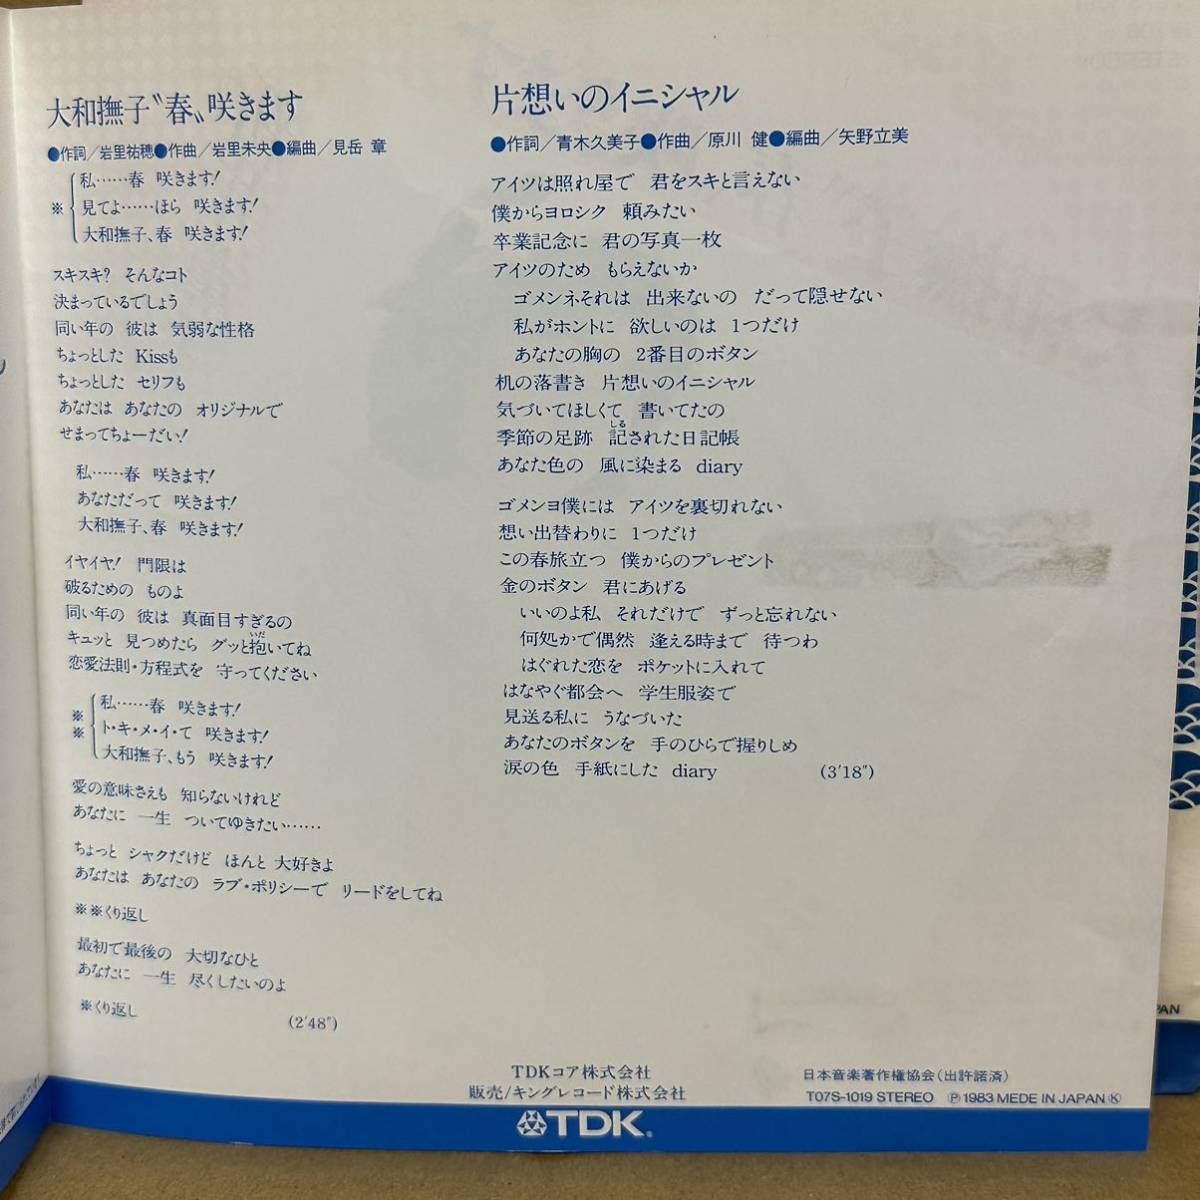 大和撫子〝春〟咲きます
●作詞/岩里祐穂●作曲/岩里未央●編曲/見岳 章
私……春 咲きます!
※ 見てよ……ほら 咲きます!
大和撫子、春 咲きます!
スキスキ? そんなコト
決まっているでしょう
同い年の 彼は 気弱な性格
ちょっとした Kissも
ちょっとした セリフも
あなたは あなたの オリジナルで
せまってちょーだい!
私……春 咲きます!
あなただって 咲きます!
大和撫子、春 咲きます!
イヤイヤ! 門限は
破るための ものよ
同い年の 彼は 真面目すぎるの
キュッと 見つめたら グッと抱いてね
いだ
恋愛法則・方程式を 守ってください
私……春 咲きます!
※※ ト・キ・メ・イ・て 咲きます!
大和撫子、もう 咲きます!
愛の意味さえも 知らないけれど
あなたに 一生 ついてゆきたい……
ちょっと シャクだけど ほんと 大好きよ
あなたは あなたの ラブ・ポリシーで リードをしてね
※※くり返し
最初で最後の 大切なひと
あなたに 一生 尽くしたいのよ
※くり返し
(2′48″)
片想いのイニシャル
●作詞/青木久美子●作曲/原川 健●編曲/矢野立美
アイツは照れ屋で 君をスキと言えない
僕からヨロシク 頼みたい
卒業記念に 君の写真一枚
アイツのため もらえないか
ゴメンネそれは 出来ないの だって隠せない
私がホントに 欲しいのは 1つだけ
あなたの胸の 2番目のボタン
机の落書き 片想いのイニシャル
気づいてほしくて 書いてたの
しる
季節の足跡 記された日記帳
あなた色の 風に染まる diary
ゴメンヨ僕には アイツを裏切れない
想い出替わりに 1つだけ
この春旅立つ 僕からのプレゼント
金のボタン 君にあげる
いいのよ私 それだけで ずっと忘れない
何処かで偶然 逢える時まで 待つわ
はぐれた恋を ポケットに入れて
はなやぐ都会へ 学生服姿で
見送る私に うなづいた
あなたのボタンを 手のひらで握りしめ
涙の色 手紙にした diary
(3′18″)
TDKコア株式会社
販売/キングレコード株式会社
日本音楽著作権協会(出許諾済)
T07S-1019 STEREO Ⓟ1983 MEDE IN JAPAN Ⓚ
TDK.
PAN